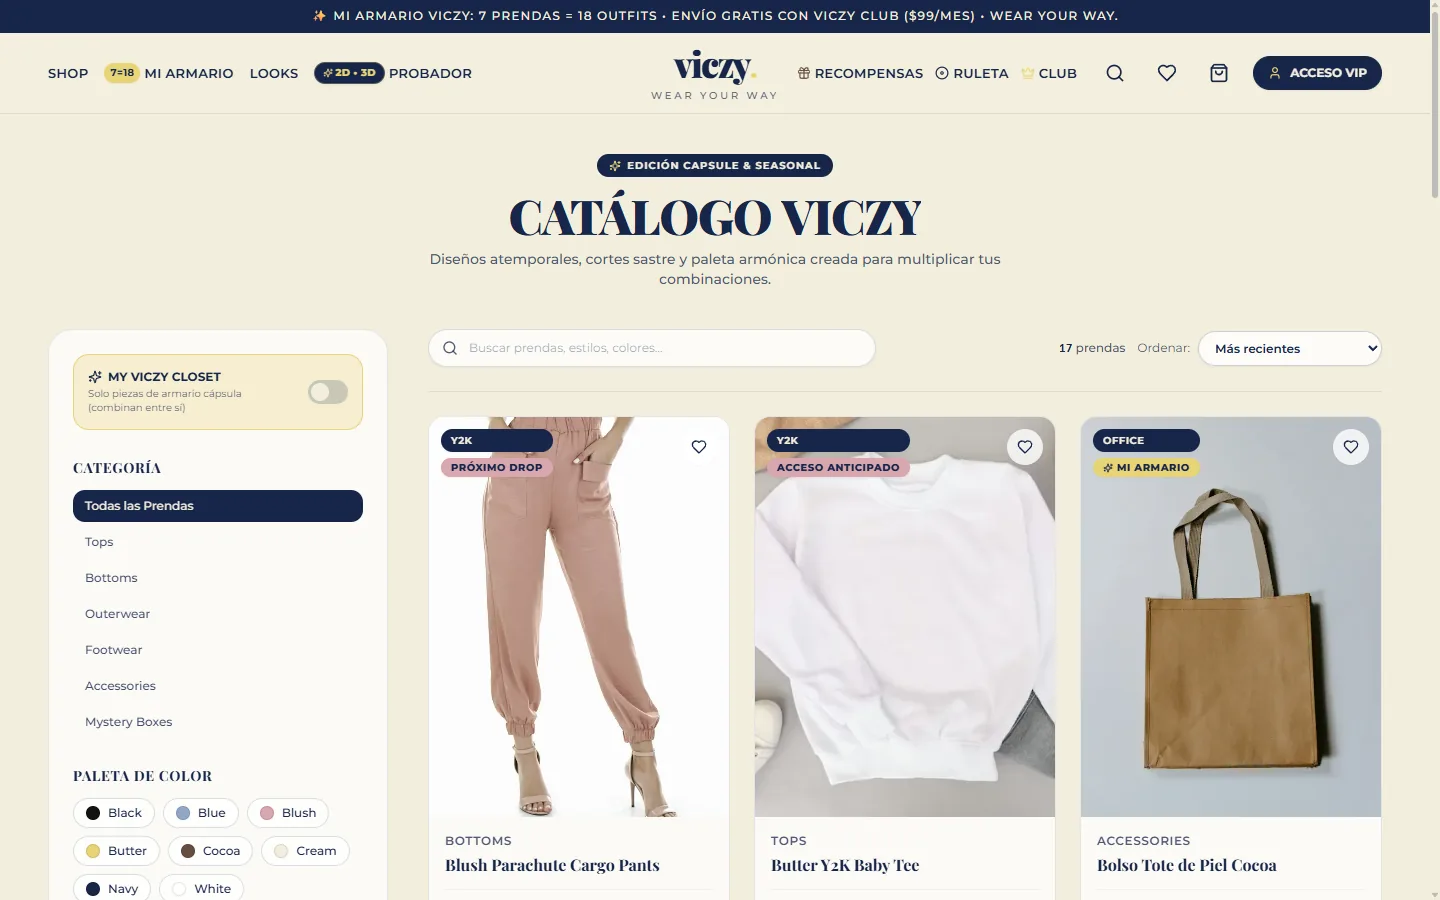 ✨ MI ARMARIO VICZY: 7 PRENDAS = 18 OUTFITS • ENVÍO GRATIS CON VICZY CLUB ($99/MES) • WEAR YOUR WAY.
SHOP 7=18 MI ARMARIO LOOKS 2D • 3D PROBADOR
viczy.
WEAR YOUR WAY
RECOMPENSAS RULETA CLUB ACCESO VIP
EDICIÓN CAPSULE & SEASONAL
CATÁLOGO VICZY
Diseños atemporales, cortes sastre y paleta armónica creada para multiplicar tus
combinaciones.
MY VICZY CLOSET
Solo piezas de armario cápsula
(combinan entre sí)
CATEGORÍA
Todas las Prendas
Tops
Bottoms
Outerwear
Footwear
Accessories
Mystery Boxes
PALETA DE COLOR
Black Blue Blush
Butter Cocoa Cream
Navy White
Buscar prendas, estilos, colores...
17 prendas Ordenar: Más recientes
Y2K
PRÓXIMO DROP
BOTTOMS
Blush Parachute Cargo Pants
Y2K
ACCESO ANTICIPADO
TOPS
Butter Y2K Baby Tee
OFFICE
MI ARMARIO
ACCESSORIES
Bolso Tote de Piel Cocoa